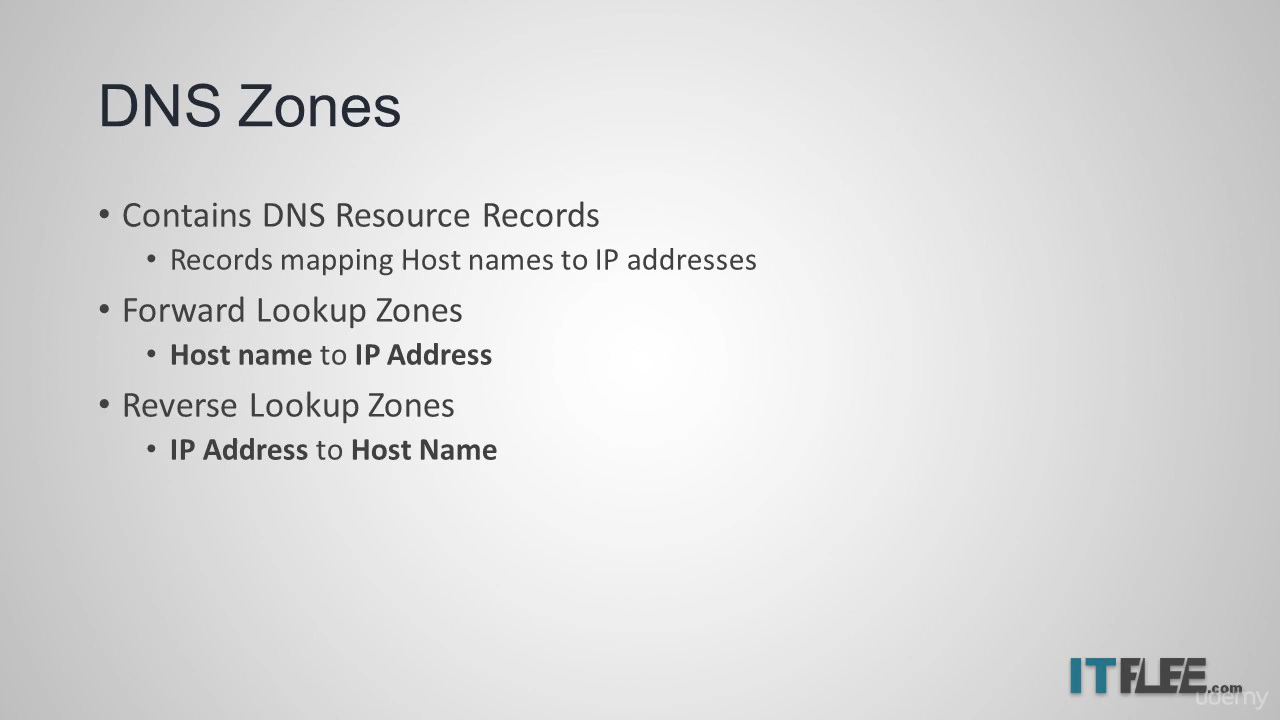 DNS Zones
• Contains DNS Resource Records
• Records mapping Host names to IP addresses
• Forward Lookup Zones
• Host name to IP Address
• Reverse Lookup Zones
• IP Address to Host Name
ITFLEE.com
udemy